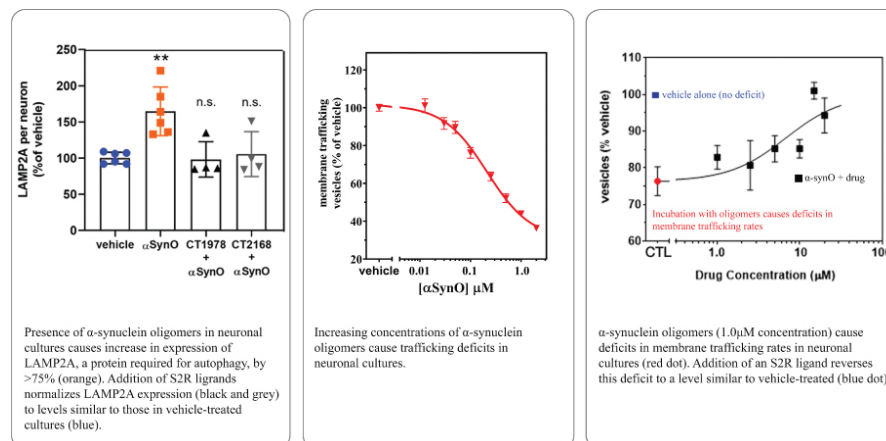 LAMP2A per neuron
(%of vehicle)
250
200
150
100
50
0
**
n.s.
n.s.
vehicle
αSynO
CT1978
+
αSynO
CT2168
+
αSynO
Presence of α-synuclein oligomers in neuronal
cultures causes increase in expression of
LAMP2A, a protein required for autophagy, by
>75% (orange). Addition of S2R ligands
normalizes LAMP2A expression (black and grey)
to levels similar to those in vehicle-treated
cultures (blue).
membrane trafficking
vesicles (% of vehicle)
120
100
80
60
40
20
vehicle
0.01
0.1
1.0
[αSynO] μM
Increasing concentrations of α-synuclein
oligomers cause trafficking deficits in
neuronal cultures.
vesicles (% vehicle)
110
100
90
80
70
60
vehicle alone (no deficit)
α-synO + drug
Incubation with oligomers causes deficits in
membrane trafficking rates
CTL
1.0
10
100
Drug Concentration (μM)
α-synuclein oligomers (1.0μM concentration) cause
deficits in membrane trafficking rates in neuronal
cultures (red dot). Addition of an S2R ligand reverses
this deficit to a level similar to vehicle-treated (blue dot)